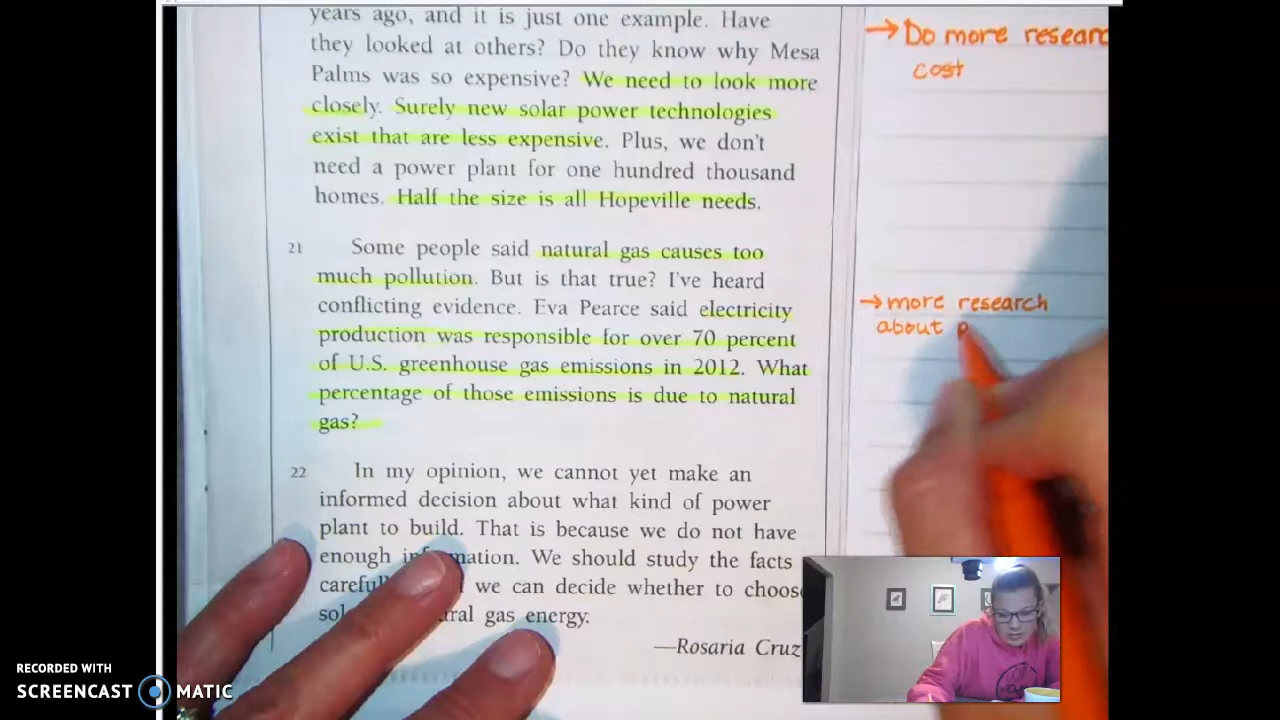 years ago, and it is just one example. Have
they looked at others? Do they know why Mesa
Palms was so expensive? We need to look more
closely. Surely new solar power technologies
exist that are less expensive. Plus, we don't
need a power plant for one hundred thousand
homes. Half the size is all Hopeville needs.
→ Do more
cost
21 Some people said natural gas causes too
much pollution. But is that true? I've heard
conflicting evidence. Eva Pearce said electricity
production was responsible for over 70 percent
of U.S. greenhouse gas emissions in 2012. What
percentage of those emissions is due to natural
gas?
→ more research
about
22 In my opinion, we cannot yet make an
informed decision about what kind of power
plant to build. That is because we do not have
enough We should study the facts
we can decide whether to choose
gas energy.
—Rosaria Cruz
RECORDED WITH
SCREENCAST MATIC